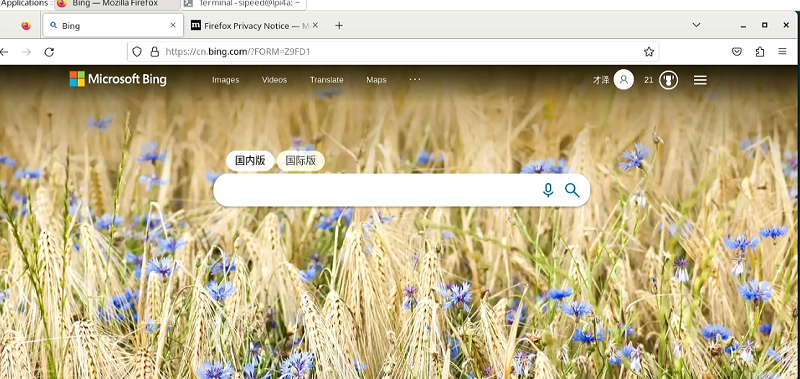 Applications : Bing — Mozilla Firefox Terminal - sipeed@lpi4a: ~
Bing Firefox Privacy Notice — M
https://cn.bing.com/?FORM=Z9FD1
Microsoft Bing Images Videos Translate Maps ··· 才泽 21
国内版 国际版